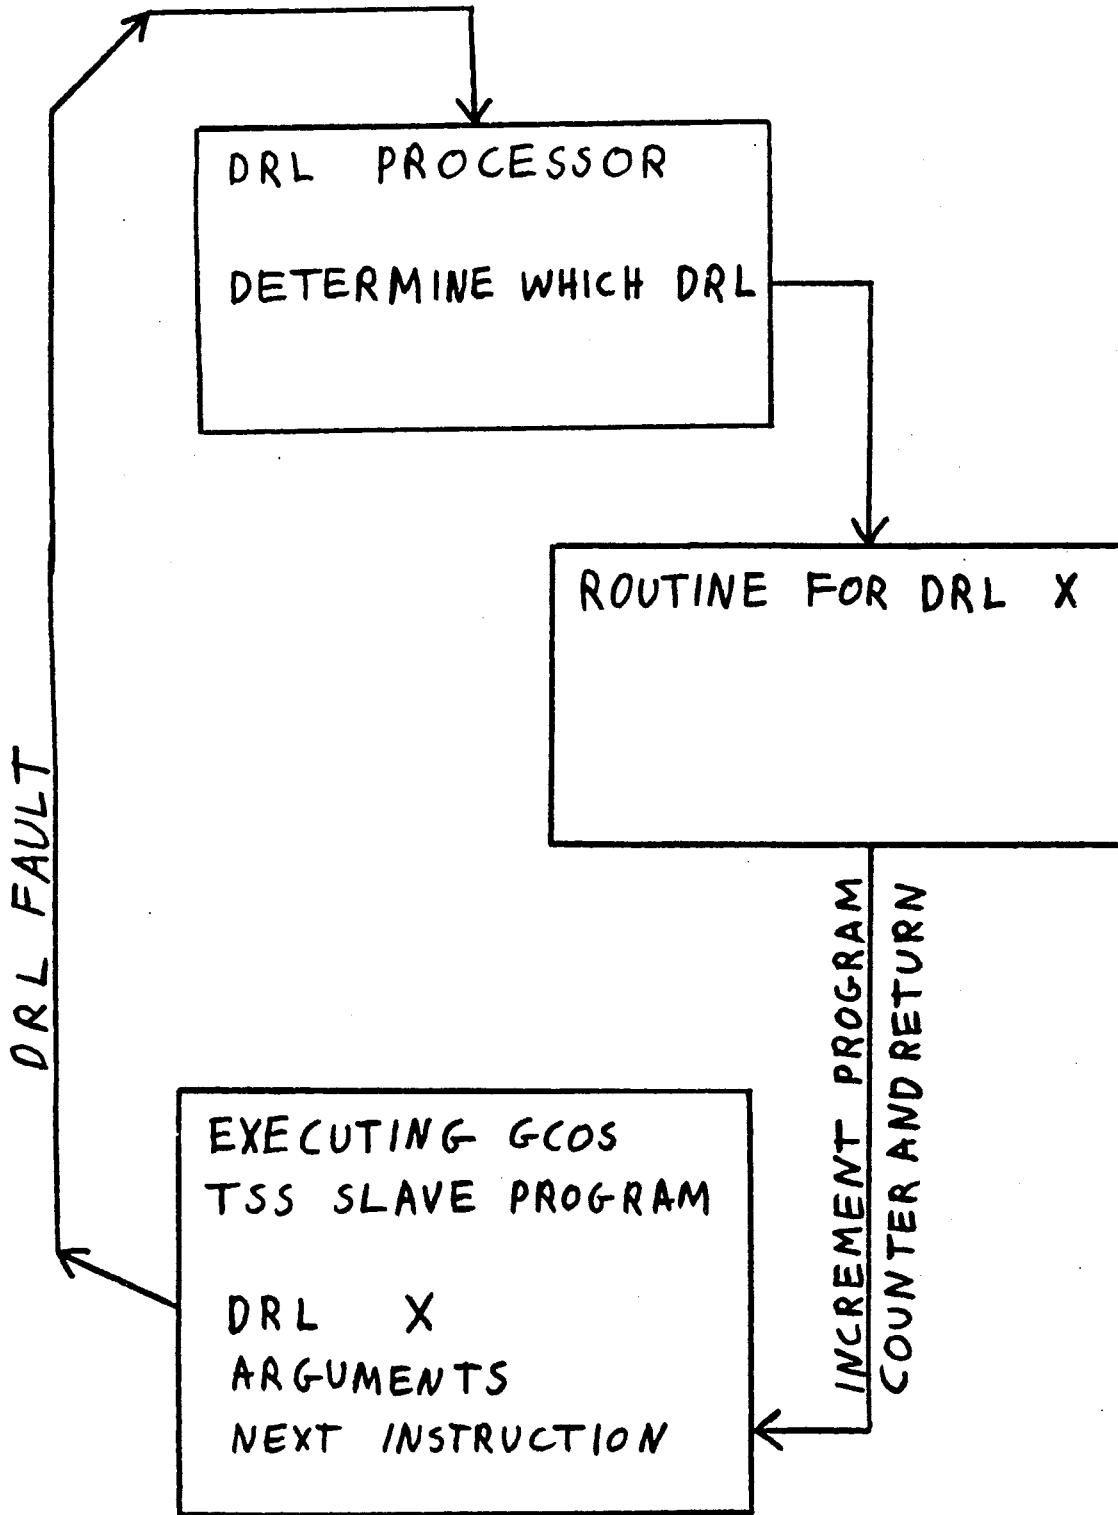 DRL PROCESSOR
DETERMINE WHICH DRL
ROUTINE FOR DRL X
DRL FAULT
INCREMENT PROGRAM
COUNTER AND RETURN
EXECUTING GCOS
TSS SLAVE PROGRAM
DRL X
ARGUMENTS
NEXT INSTRUCTION